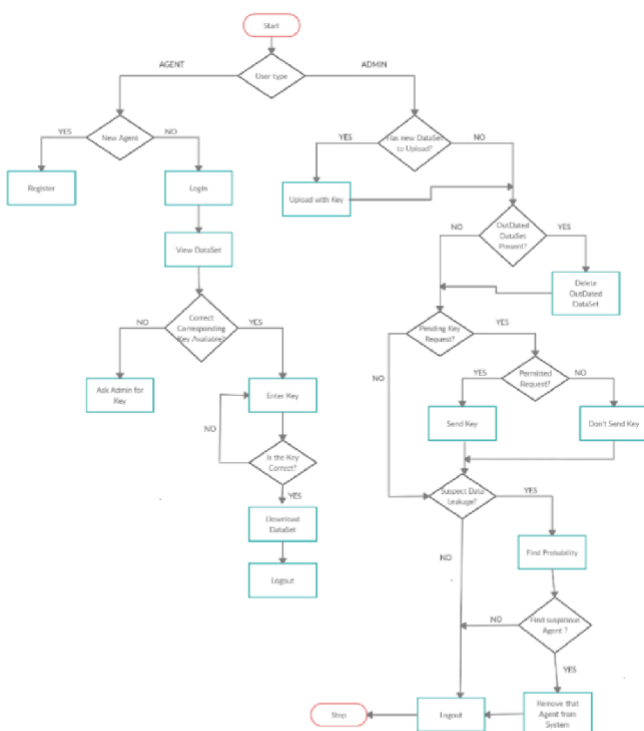 Start
AGENT
User type
ADMIN
YES
New Agent
NO
YES
Has new DataSet
to Upload?
NO
Register
Login
Upload with Key
View DataSet
NO
OutDated
DataSet
Present?
YES
Delete
OutDated
DataSet
NO
Correct
Corresponding
Key Available?
YES
Pending Key
Request?
YES
Ask Admin for
Key
Enter Key
NO
YES
Permitted
Request?
NO
Send Key
Don't Send Key
NO
Is the Key
Correct?
YES
Suspect Data
Leakage?
YES
Download
DataSet
NO
Find Probability
Logout
NO
Find suspicious
Agent ?
YES
Stop
Logout
Remove that
Agent from
System